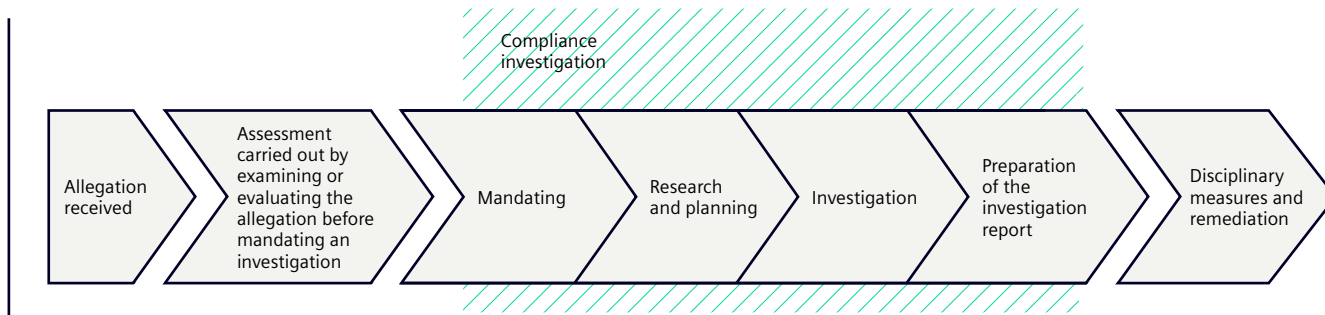 Compliance
investigation
Allegation
received
Assessment
carried out by
examining or
evaluating the
allegation before
mandating an
investigation
Mandating
Research
and planning
Investigation
Preparation
of the
investigation
report
Disciplinary
measures and
remediation